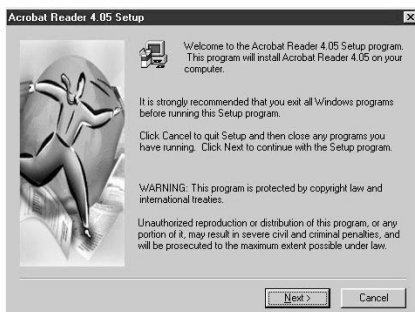 Acrobat Reader 4.05 Setup
Welcome to the Acrobat Reader 4.05 Setup program.
This program will install Acrobat Reader 4.05 on your
computer.
It is strongly recommended that you exit all Windows programs
before running this Setup program.
Click Cancel to quit Setup and then close any programs you
have running. Click Next to continue with the Setup program.
WARNING: This program is protected by copyright law and
international treaties.
Unauthorized reproduction or distribution of this program, or any
portion of it, may result in severe civil and criminal penalties, and
will be prosecuted to the maximum extent possible under law.
Next >
Cancel